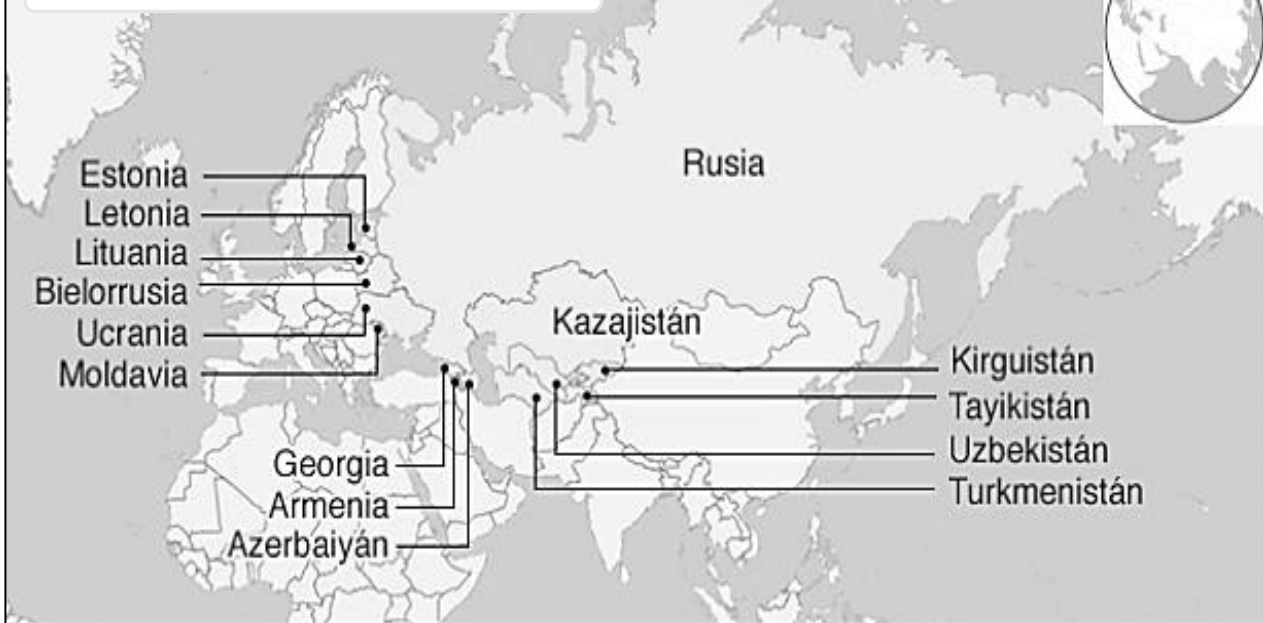 Rusia
Estonia
Letonia
Lituania
Bielorrusia
Ucrania
Moldavia
Kazajistán
Kirguistán
Tayikistán
Uzbekistán
Turkmenistán
Georgia
Armenia
Azerbaiyán